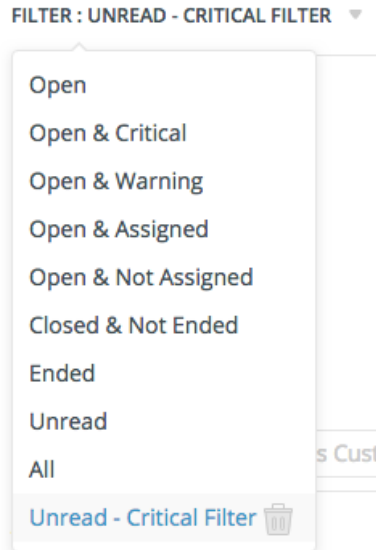 FILTER : UNREAD - CRITICAL FILTER
Open
Open & Critical
Open & Warning
Open & Assigned
Open & Not Assigned
Closed & Not Ended
Ended
Unread
All
s Cust
Unread - Critical Filter